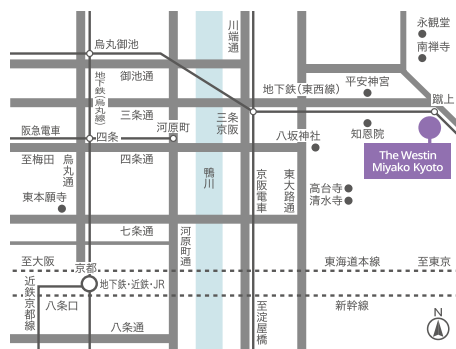 永観堂
南禅寺
川端通
烏丸御池
御池通
地下鉄(烏丸線)
地下鉄(東西線)
平安神宮
蹴上
三条通
三条
京阪
阪急電車
四条
河原町
八坂神社
知恩院
The Westin
Miyako Kyoto
至梅田
烏丸通
四条通
鴨川
京阪電車
東大路通
高台寺
清水寺
東本願寺
七条通
河原町通
至大阪
京都
東海道本線
至東京
近鉄京都線
地下鉄・近鉄・JR
八条口
至淀屋橋
新幹線
八条通
N